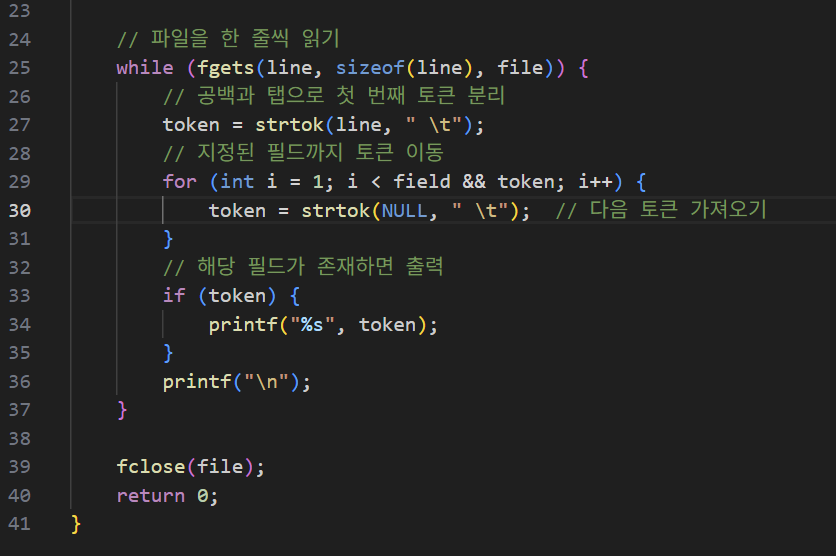 23
24 // 파일을 한 줄씩 읽기
25 while (fgets(line, sizeof(line), file)) {
26 // 공백과 탭으로 첫 번째 토큰 분리
27 token = strtok(line, " \t");
28 // 지정된 필드까지 토큰 이동
29 for (int i = 1; i < field && token; i++) {
30 token = strtok(NULL, " \t"); // 다음 토큰 가져오기
31 }
32 // 해당 필드가 존재하면 출력
33 if (token) {
34 printf("%s", token);
35 }
36 printf("\n");
37 }
38
39 fclose(file);
40 return 0;
41 }